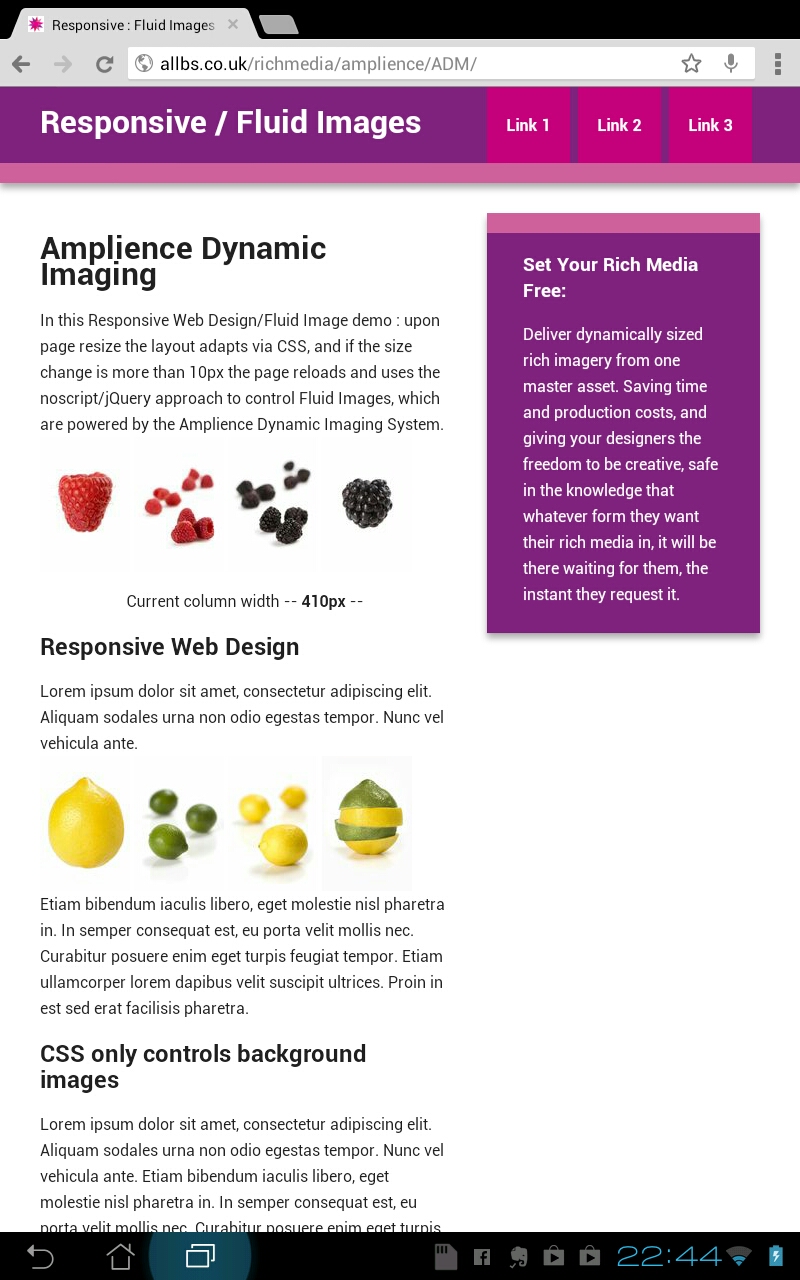 Responsive : Fluid Images
allbs.co.uk/richmedia/amplience/ADM/
Responsive / Fluid Images
Link 1
Link 2
Link 3
Amplience Dynamic
Imaging
In this Responsive Web Design/Fluid Image demo : upon
page resize the layout adapts via CSS, and if the size
change is more than 10px the page reloads and uses the
noscript/jQuery approach to control Fluid Images, which
are powered by the Amplience Dynamic Imaging System.
Current column width -- 410px --
Responsive Web Design
Lorem ipsum dolor sit amet, consectetur adipiscing elit.
Aliquam sodales urna non odio egestas tempor. Nunc vel
vehicula ante.
Etiam bibendum iaculis libero, eget molestie nisl pharetra
in. In semper consequat est, eu porta velit mollis nec.
Curabitur posuere enim eget turpis feugiat tempor. Etiam
ullamcorper lorem dapibus velit suscipit ultrices. Proin in
est sed erat facilisis pharetra.
CSS only controls background
images
Lorem ipsum dolor sit amet, consectetur adipiscing elit.
Aliquam sodales urna non odio egestas tempor. Nunc vel
vehicula ante. Etiam bibendum iaculis libero, eget
molestie nisl pharetra in. In semper consequat est, eu
porta velit mollis nec. Curabitur posuere enim eget turpis
Set Your Rich Media
Free:
Deliver dynamically sized
rich imagery from one
master asset. Saving time
and production costs, and
giving your designers the
freedom to be creative, safe
in the knowledge that
whatever form they want
their rich media in, it will be
there waiting for them, the
instant they request it.
22:44